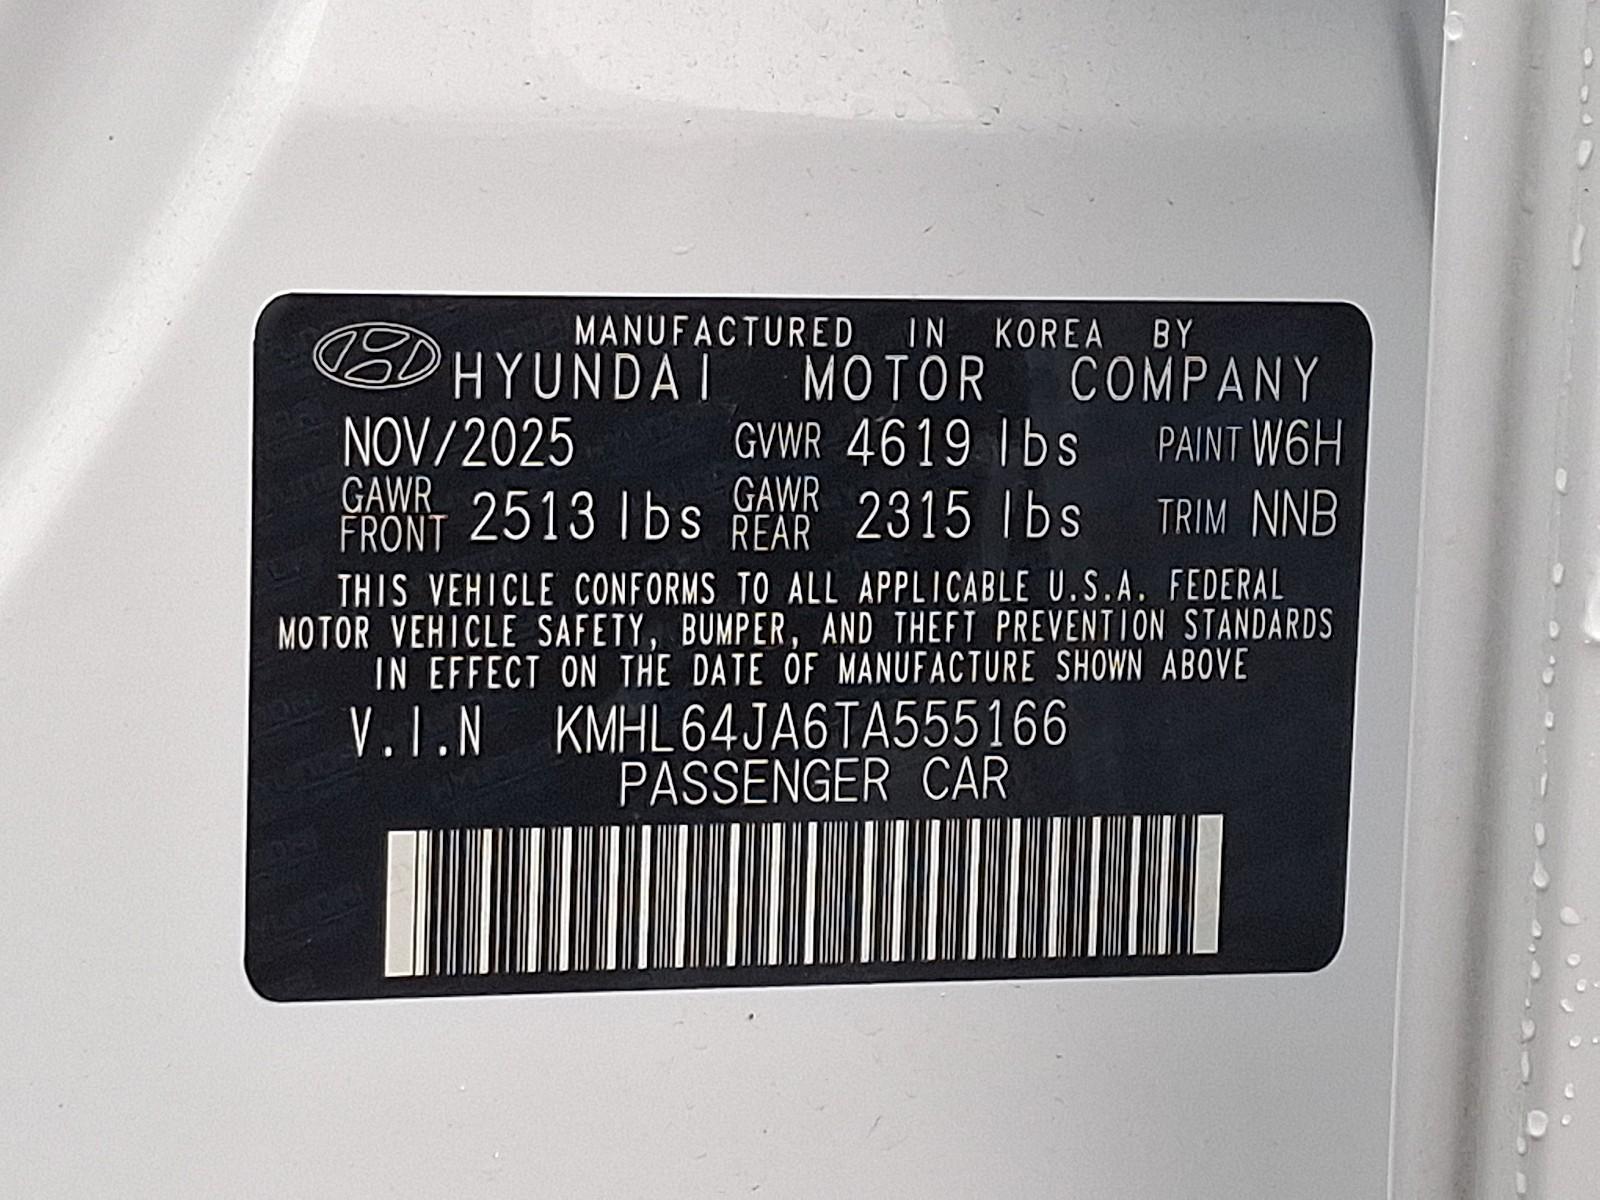 MANUFACTURED IN KOREA BY
HYUNDAI MOTOR COMPANY
NOV/2025 GVWR 4619 lbs PAINT W6H
GAWR FRONT 2513 lbs GAWR REAR 2315 lbs TRIM NNB
THIS VEHICLE CONFORMS TO ALL APPLICABLE U.S.A. FEDERAL
MOTOR VEHICLE SAFETY, BUMPER, AND THEFT PREVENTION STANDARDS
IN EFFECT ON THE DATE OF MANUFACTURE SHOWN ABOVE
V.I.N KMHL64JA6TA555166
PASSENGER CAR